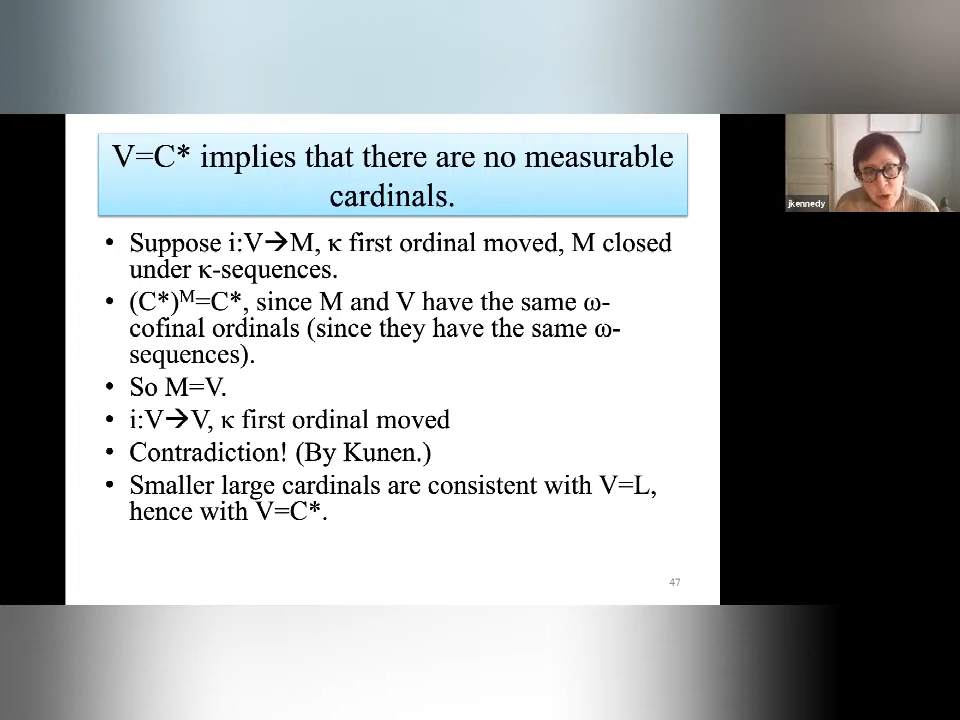 V=C* implies that there are no measurable
cardinals.
• Suppose i:V→M, κ first ordinal moved, M closed
under κ-sequences.
• (C*)ᴹ=C*, since M and V have the same ω-
cofinal ordinals (since they have the same ω-
sequences).
• So M=V.
• i:V→V, κ first ordinal moved
• Contradiction! (By Kunen.)
• Smaller large cardinals are consistent with V=L,
hence with V=C*.
47
jkennedy